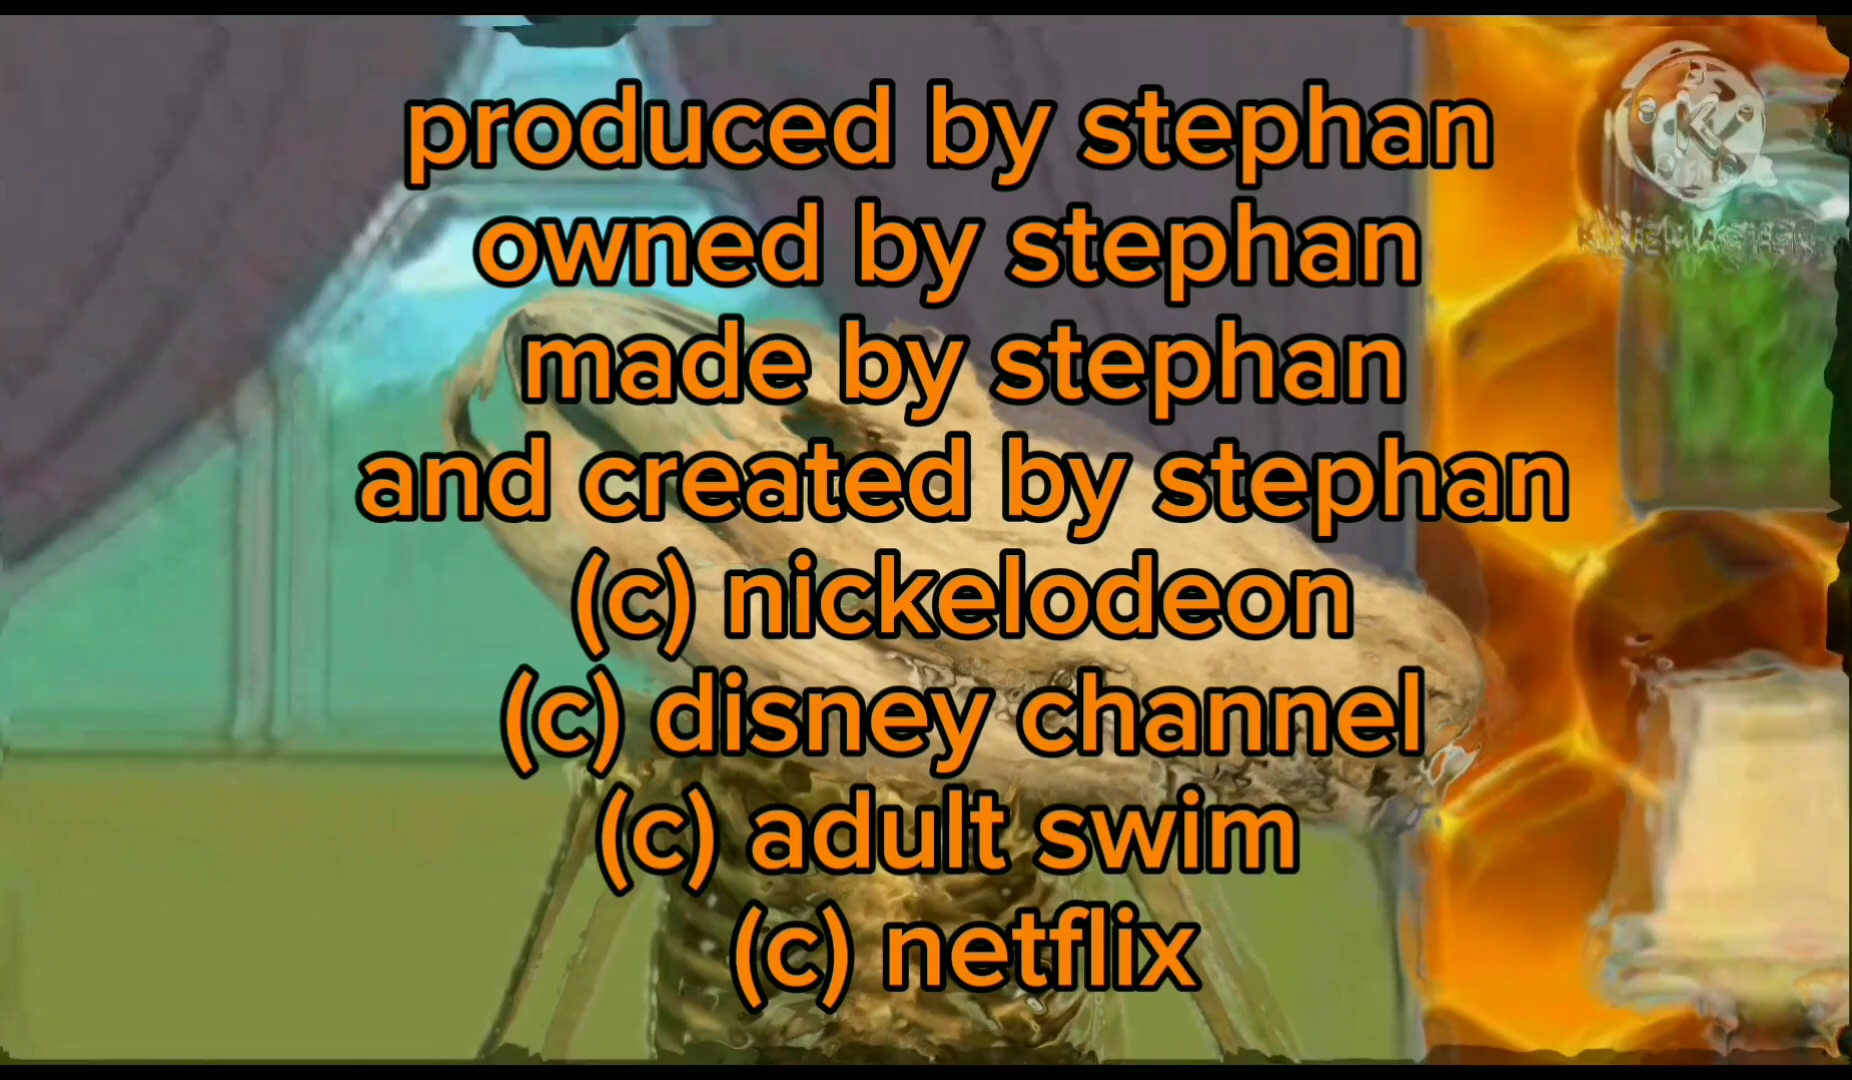 produced by stephan
owned by stephan
made by stephan
and created by stephan
(c) nickelodeon
(c) disney channel
(c) adult swim
(c) netflix
K
KINEMASTER